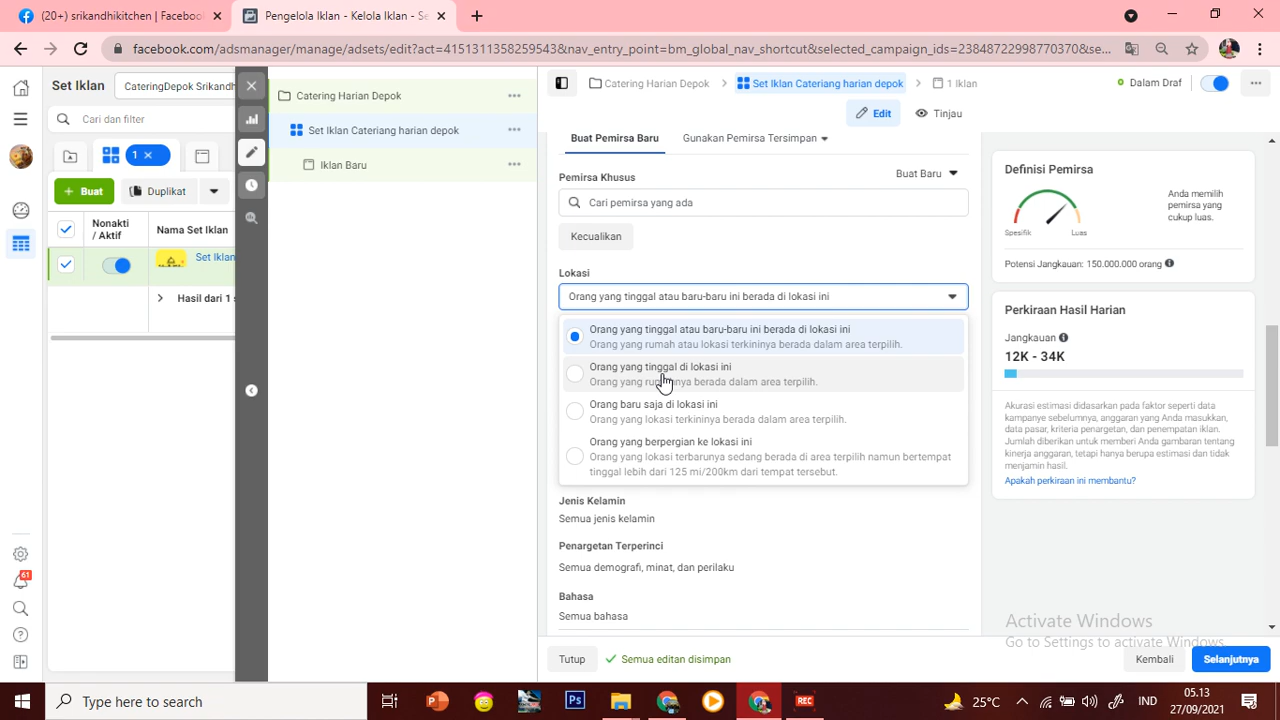 (20+) srikandhikitchen | Facebook
Pengelola Iklan - Kelola Iklan - Se
facebook.com/adsmanager/manage/adsets/edit?act=4151311358259543&nav_entry_point=bm_global_nav_shortcut&selected_campaign_ids=23848722998770370&se...
Set Iklan
CateringDepok Srikandh
Cari dan filter
1
Buat
Duplikat
Nonakti
/ Aktif
Nama Set Iklan
Set Iklan
Hasil dari 1 s
61
Catering Harian Depok
Set Iklan Cateriang harian depok
Iklan Baru
Catering Harian Depok
Set Iklan Cateriang harian depok
1 Iklan
Dalam Draf
Edit
Tinjau
Buat Pemirsa Baru
Gunakan Pemirsa Tersimpan
Pemirsa Khusus
Buat Baru
Cari pemirsa yang ada
Kecualikan
Lokasi
Orang yang tinggal atau baru-baru ini berada di lokasi ini
Orang yang tinggal atau baru-baru ini berada di lokasi ini
Orang yang rumah atau lokasi terkininya berada dalam area terpilih.
Orang yang tinggal di lokasi ini
Orang yang rumahnya berada dalam area terpilih.
Orang baru saja di lokasi ini
Orang yang lokasi terkininya berada dalam area terpilih.
Orang yang berpergian ke lokasi ini
Orang yang lokasi terbarunya sedang berada di area terpilih namun bertempat
tinggal lebih dari 125 mi/200km dari tempat tersebut.
Jenis Kelamin
Semua jenis kelamin
Penargetan Terperinci
Semua demografi, minat, dan perilaku
Bahasa
Semua bahasa
Definisi Pemirsa
Spesifik
Luas
Anda memilih
pemirsa yang
cukup luas.
Potensi Jangkauan: 150.000.000 orang
Perkiraan Hasil Harian
Jangkauan
12K - 34K
Akurasi estimasi didasarkan pada faktor seperti data
kampanye sebelumnya, anggaran yang Anda masukkan,
data pasar, kriteria penargetan, dan penempatan iklan.
Jumlah diberikan untuk memberi Anda gambaran tentang
kinerja anggaran, tetapi hanya berupa estimasi dan tidak
menjamin hasil.
Apakah perkiraan ini membantu?
Activate Windows
Go to Settings to activate Windows.
Tutup
Semua editan disimpan
Kembali
Selanjutnya
Type here to search
Ps
REC
25°C
IND
05.13
27/09/2021